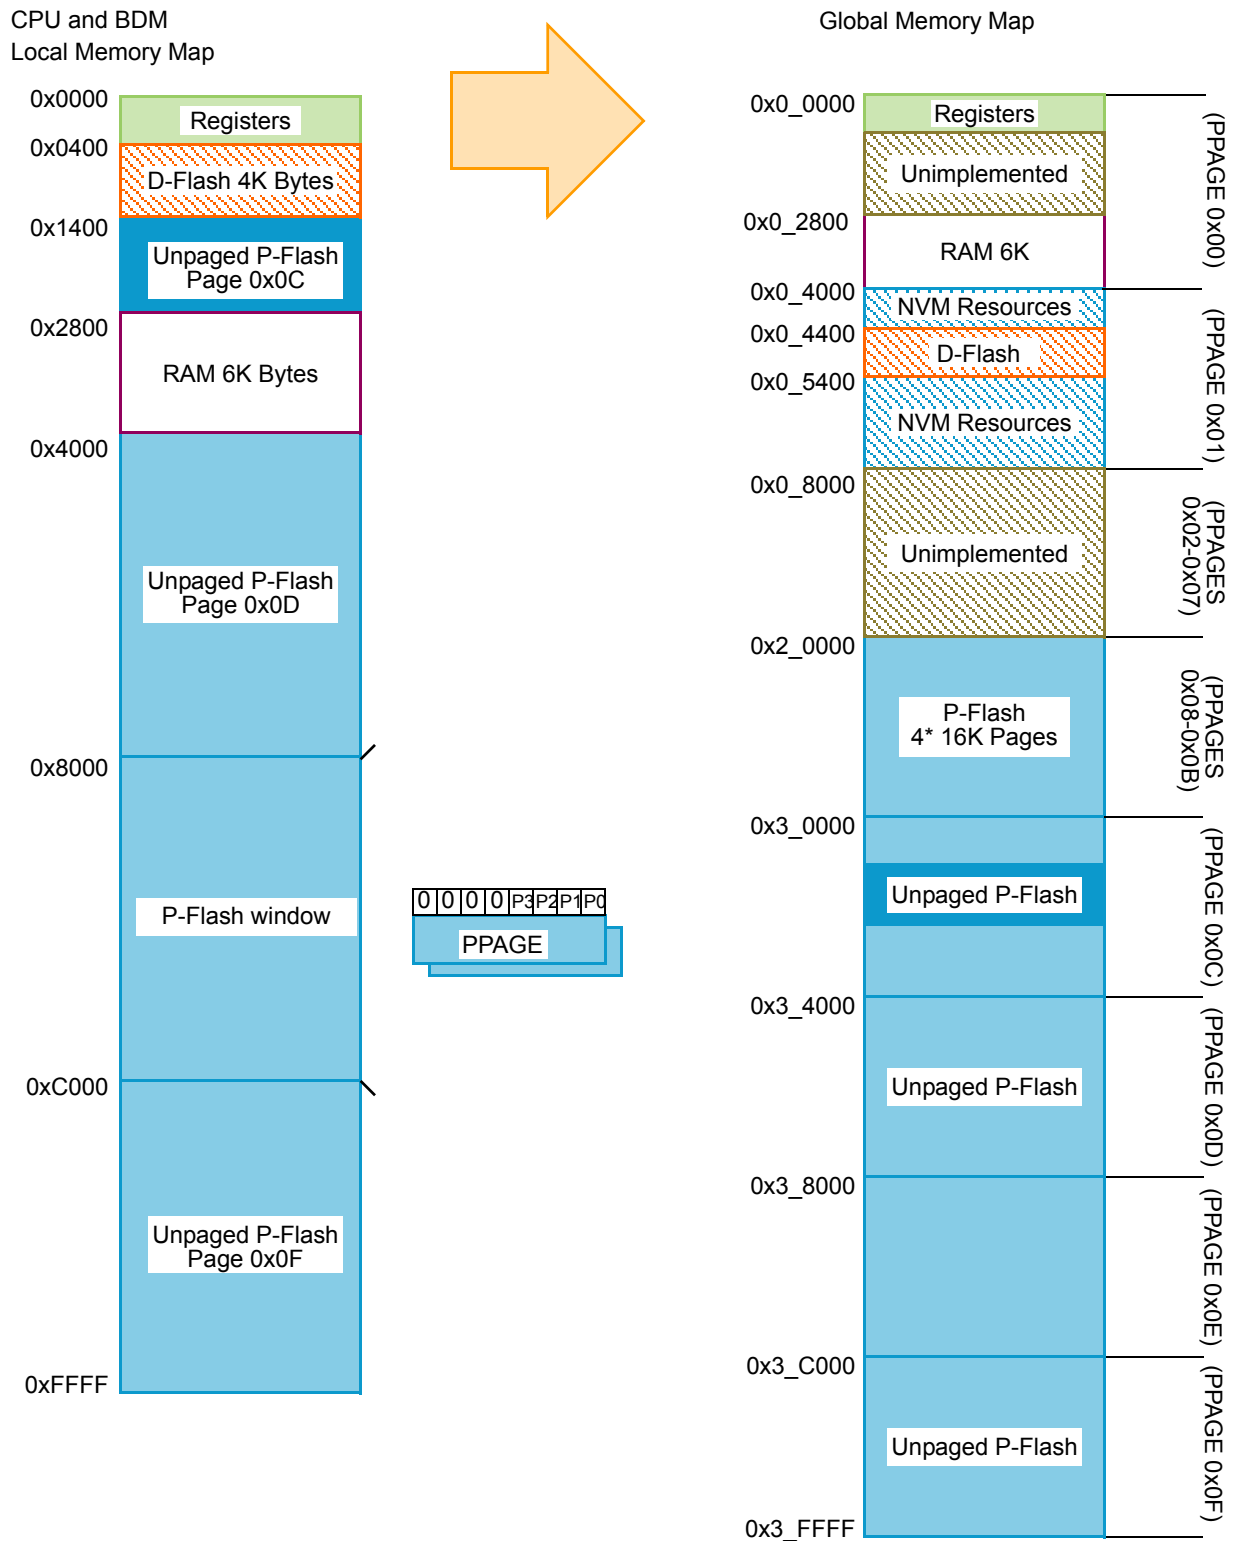 CPU and BDM
Local Memory Map
0x0000
Registers
0x0400
D-Flash 4K Bytes
0x1400
Unpaged P-Flash
Page 0x0C
0x2800
RAM 6K Bytes
0x4000
Unpaged P-Flash
Page 0x0D
0x8000
P-Flash window
0xC000
Unpaged P-Flash
Page 0x0F
0xFFFF
0 0 0 0 P3 P2 P1 P0
PPAGE
Global Memory Map
0x0_0000
Registers
Unimplemented
(PPAGE 0x00)
0x0_2800
RAM 6K
0x0_4000
NVM Resources
0x0_4400
D-Flash
(PPAGE 0x01)
0x0_5400
NVM Resources
0x0_8000
Unimplemented
(PPAGES
0x02-0x07)
0x2_0000
P-Flash
4* 16K Pages
(PPAGES
0x08-0x0B)
0x3_0000
Unpaged P-Flash
(PPAGE 0x0C)
0x3_4000
Unpaged P-Flash
(PPAGE 0x0D)
0x3_8000
(PPAGE 0x0E)
0x3_C000
Unpaged P-Flash
(PPAGE 0x0F)
0x3_FFFF